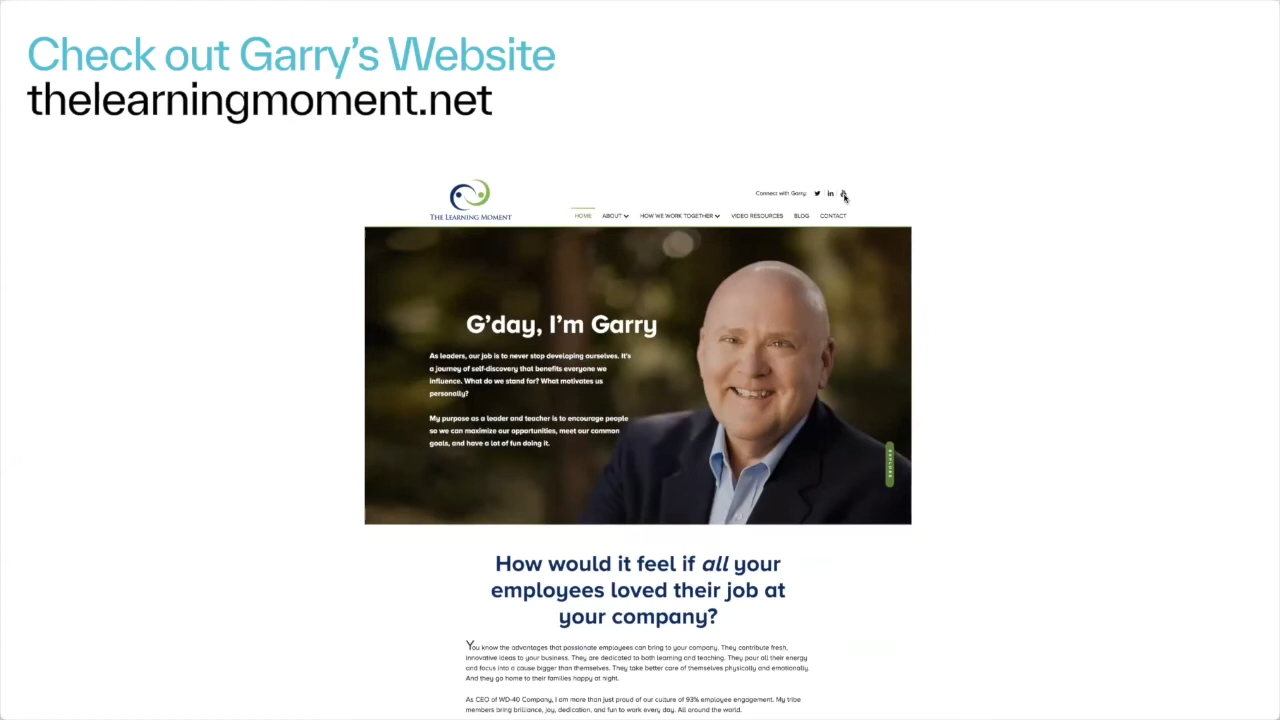 Check out Garry's Website
thelearningmoment.net
Connect with Garry:
THE LEARNING MOMENT
HOME ABOUT HOW WE WORK TOGETHER VIDEO RESOURCES BLOG CONTACT
G'day, I'm Garry
As leaders, our job is to never stop developing ourselves. It's
a journey of self-discovery that benefits everyone we
influence. What do we stand for? What motivates us
personally?
My purpose as a leader and teacher is to encourage people
so we can maximize our opportunities, meet our common
goals, and have a lot of fun doing it.
How would it feel if all your
employees loved their job at
your company?
You know the advantages that passionate employees can bring to your company. They contribute fresh,
innovative ideas to your business. They are dedicated to both learning and teaching. They pour all their energy
and focus into a cause bigger than themselves. They take better care of themselves physically and emotionally.
And they go home to their families happy at night.
As CEO of WD-40 Company, I am more than just proud of our culture of 93% employee engagement. My tribe
members bring brilliance, joy, dedication, and fun to work every day. All around the world.